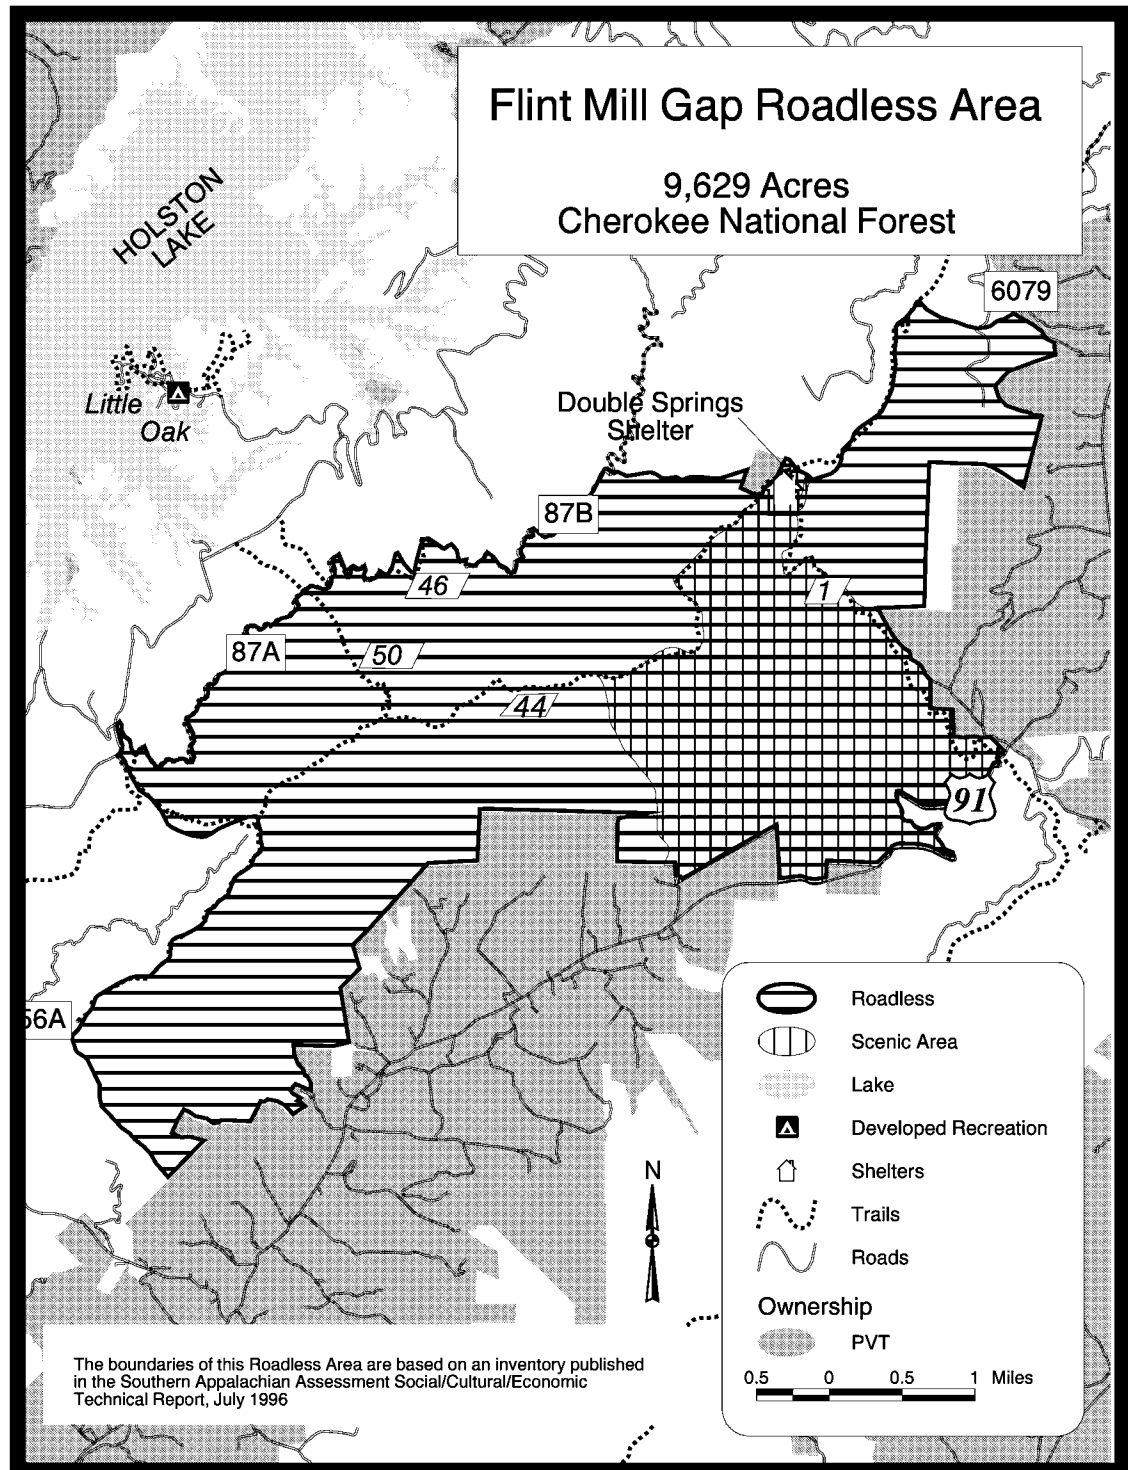 Flint Mill Gap Roadless Area
9,629 Acres
Cherokee National Forest
HOLSTON
LAKE
6079
Little
Oak
Double Springs
Shelter
87B
46
1
87A
50
44
91
56A
Roadless
Scenic Area
Lake
Developed Recreation
Shelters
Trails
Roads
Ownership
PVT
N
0.5 0 0.5 1 Miles
The boundaries of this Roadless Area are based on an inventory published
in the Southern Appalachian Assessment Social/Cultural/Economic
Technical Report, July 1996